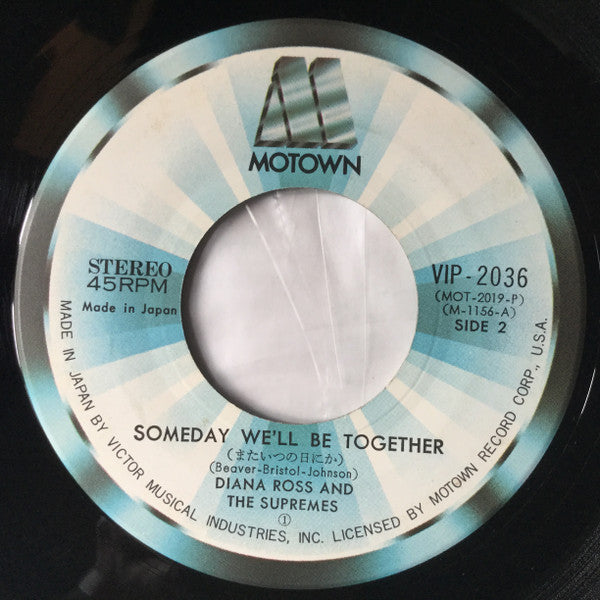 MOTOWN
STEREO
45RPM
Made in Japan
VIP-2036
(MOT-2019-P)
(M-1156-A)
SIDE 2
SOMEDAY WE'LL BE TOGETHER
(またいつの日にか)
(Beaver-Bristol-Johnson)
DIANA ROSS AND
THE SUPREMES
①
MADE IN JAPAN BY VICTOR MUSICAL INDUSTRIES, INC. LICENSED BY MOTOWN RECORD CORP., U.S.A.